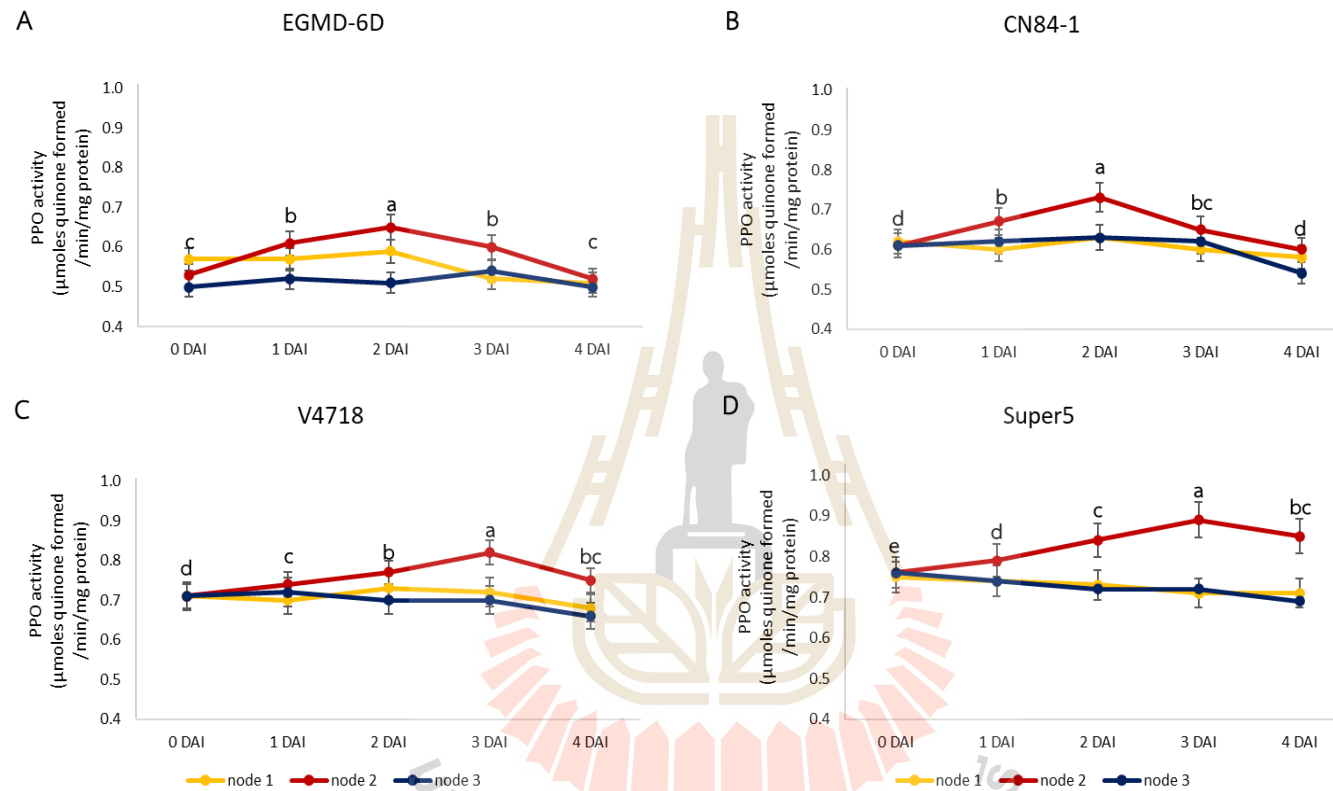 A
EGMD-6D
PPO activity
(μmoles quinone formed
/min/mg protein)
1.0
0.9
0.8
0.7
0.6
0.5
0.4
c
b
a
b
c
0 DAI 1 DAI 2 DAI 3 DAI 4 DAI
B
CN84-1
PPO activity
(μmoles quinone formed
/min/mg protein)
1.0
0.9
0.8
0.7
0.6
0.5
0.4
d
b
a
bc
d
0 DAI 1 DAI 2 DAI 3 DAI 4 DAI
C
V4718
PPO activity
(μmoles quinone formed
/min/mg protein)
1.0
0.9
0.8
0.7
0.6
0.5
0.4
d
c
b
a
bc
0 DAI 1 DAI 2 DAI 3 DAI 4 DAI
node 1 node 2 node 3
D
Super5
PPO activity
(μmoles quinone formed
/min/mg protein)
1.0
0.9
0.8
0.7
0.6
0.5
0.4
e
d
c
a
bc
0 DAI 1 DAI 2 DAI 3 DAI 4 DAI
node 1 node 2 node 3